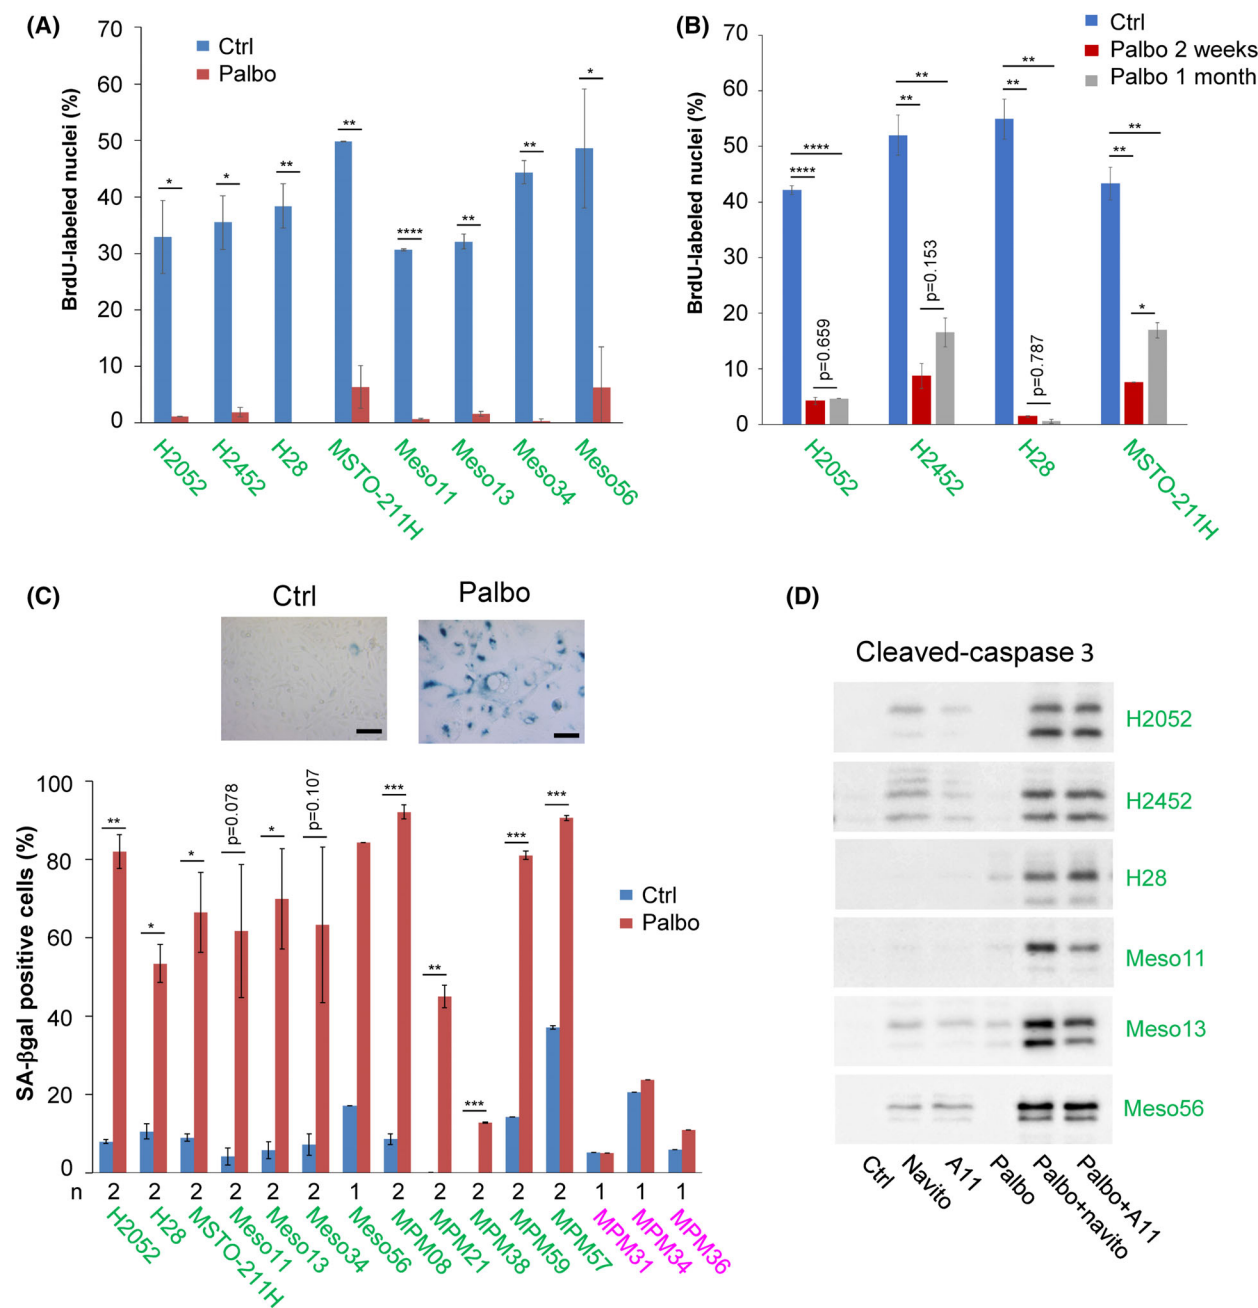 (A)
70
60
50
40
30
20
10
0
BrdU-labeled nuclei (%)
Ctrl
Palbo
*
*
**
**
****
**
**
*
H2052
H2452
H28
MSTO-211H
Meso11
Meso13
Meso34
Meso56
(B)
70
60
50
40
30
20
10
0
BrdU-labeled nuclei (%)
Ctrl
Palbo 2 weeks
Palbo 1 month
****
****
p=0.659
**
**
p=0.153
**
**
p=0.787
**
**
*
H2052
H2452
H28
MSTO-211H
(C)
Ctrl
Palbo
100
80
60
40
20
0
SA-βgal positive cells (%)
Ctrl
Palbo
**
*
*
p=0.078
*
p=0.107
***
**
***
***
***
n 2 2 2 2 2 2 1 2 2 2 2 2 1 1 1
H2052
H28
MSTO-211H
Meso11
Meso13
Meso34
Meso56
MPM08
MPM21
MPM38
MPM59
MPM57
MPM31
MPM34
MPM36
(D)
Cleaved-caspase 3
H2052
H2452
H28
Meso11
Meso13
Meso56
Ctrl
Navito
A11
Palbo
Palbo+navito
Palbo+A11